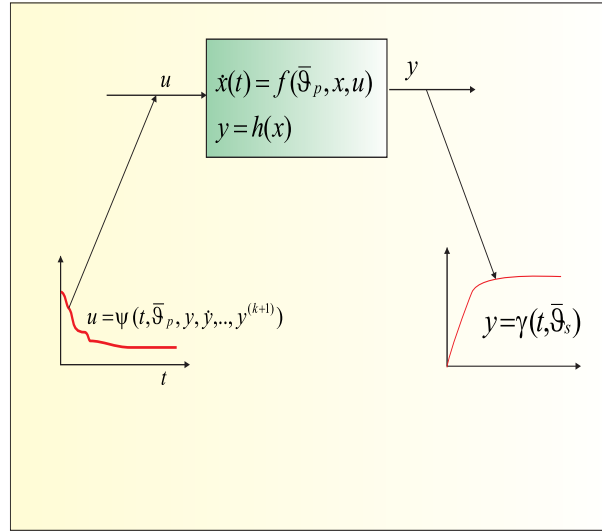 u
ẋ(t) = f(ϑ̄ₚ, x, u)
y = h(x)
y
u = ψ(t, ϑ̄ₚ, y, ẏ,.., y⁽ᵏ⁺¹⁾)
t
y = γ(t, ϑ̄ₛ)